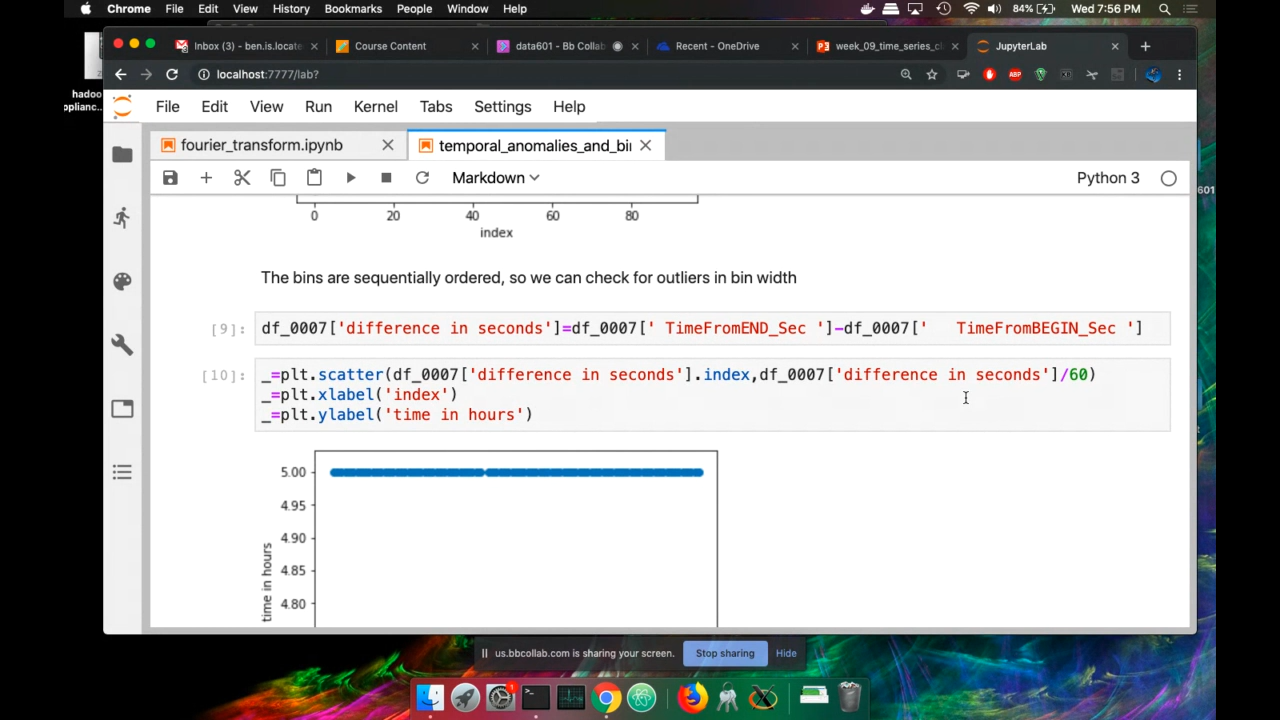 Chrome File Edit View History Bookmarks People Window Help 84% Wed 7:56 PM
hadoo
pplianc...
Inbox (3) - ben.is.locate
Course Content
data601 - Bb Collab
Recent - OneDrive
week_09_time_series_cl
JupyterLab
localhost:7777/lab?
ABP
File Edit View Run Kernel Tabs Settings Help
fourier_transform.ipynb
temporal_anomalies_and_bi
Markdown
Python 3
601
0 20 40 60 80
index
The bins are sequentially ordered, so we can check for outliers in bin width
[9]: df_0007['difference in seconds']=df_0007[' TimeFromEND_Sec ']-df_0007['   TimeFromBEGIN_Sec ']
[10]: _=plt.scatter(df_0007['difference in seconds'].index,df_0007['difference in seconds']/60)
_=plt.xlabel('index')
_=plt.ylabel('time in hours')
5.00
4.95
4.90
4.85
4.80
time in hours
us.bbcollab.com is sharing your screen.
Stop sharing
Hide
1